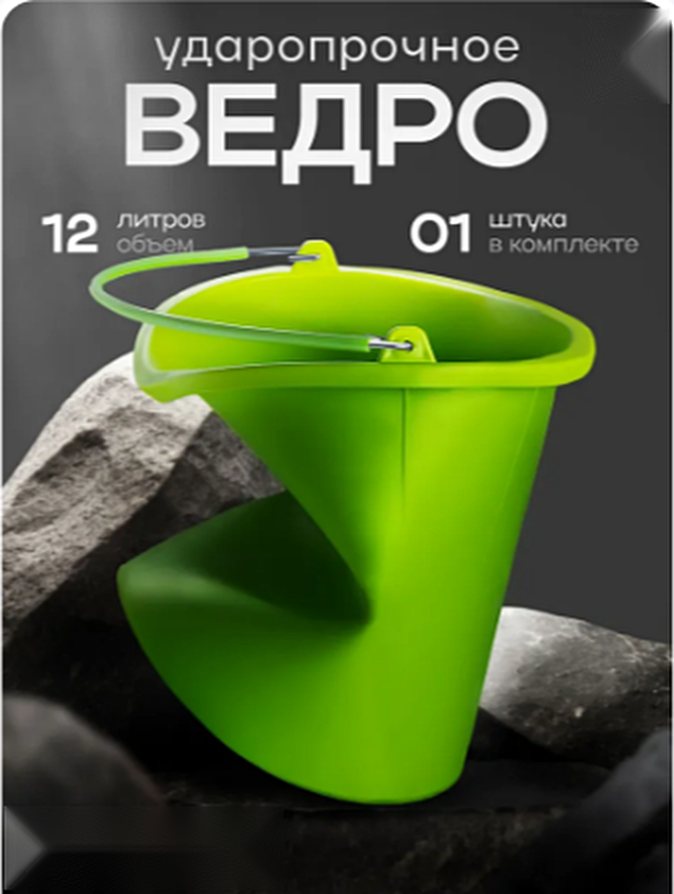 ударопрочное
ВЕДРО
12 литров
объем
01 штука
в комплекте